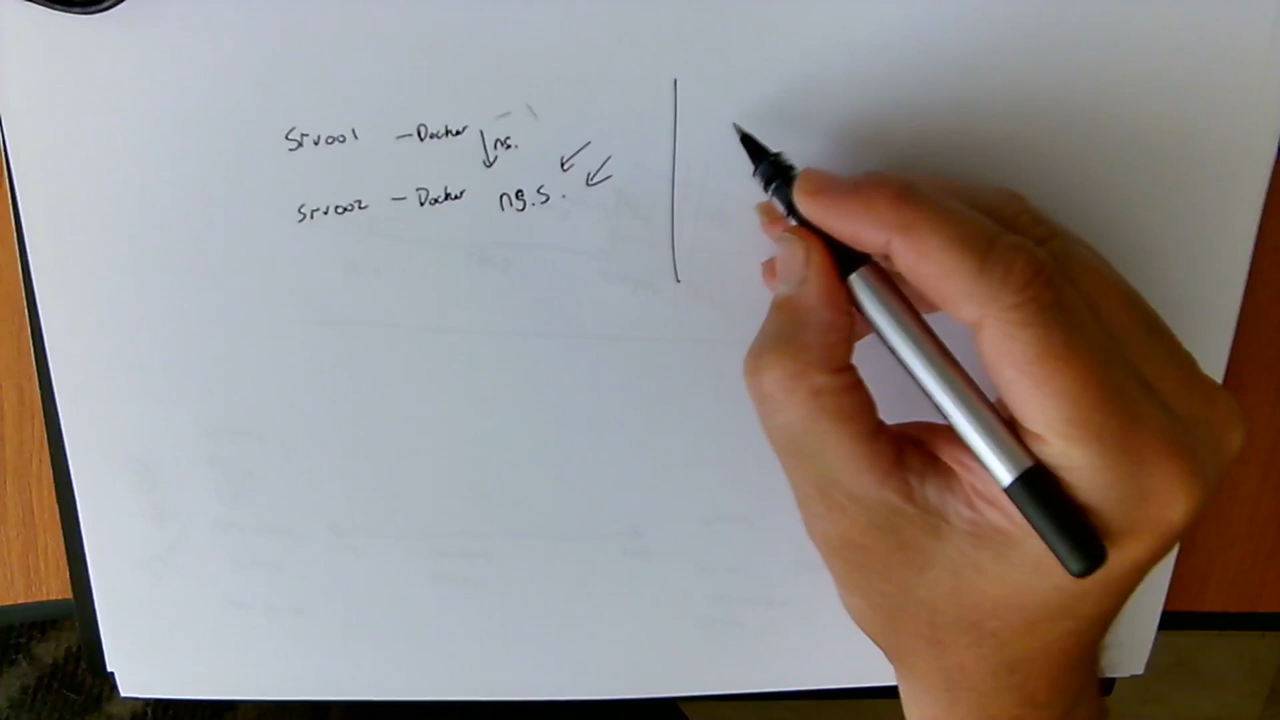 Srv001 - Docker ns.
Srv002 - Docker ng.s.